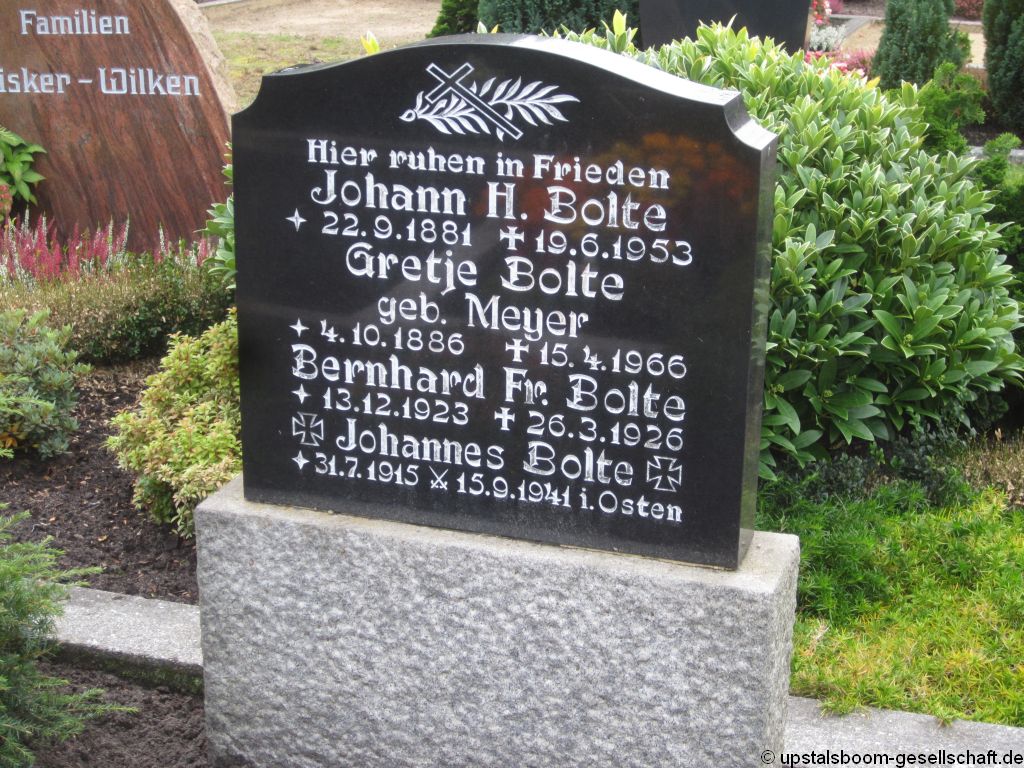 Familien
isker - Wilken
Hier ruhen in Frieden
Johann H. Bolte
✦ 22.9.1881 ✝ 19.6.1953
Gretje Bolte
geb. Meyer
✦ 4.10.1886 ✝ 15.4.1966
Bernhard Fr. Bolte
✦ 13.12.1923 ✝ 26.3.1926
Johannes Bolte
✦ 31.7.1915 ⚔ 15.9.1941 i. Osten
© upstalsboom-gesellschaft.de